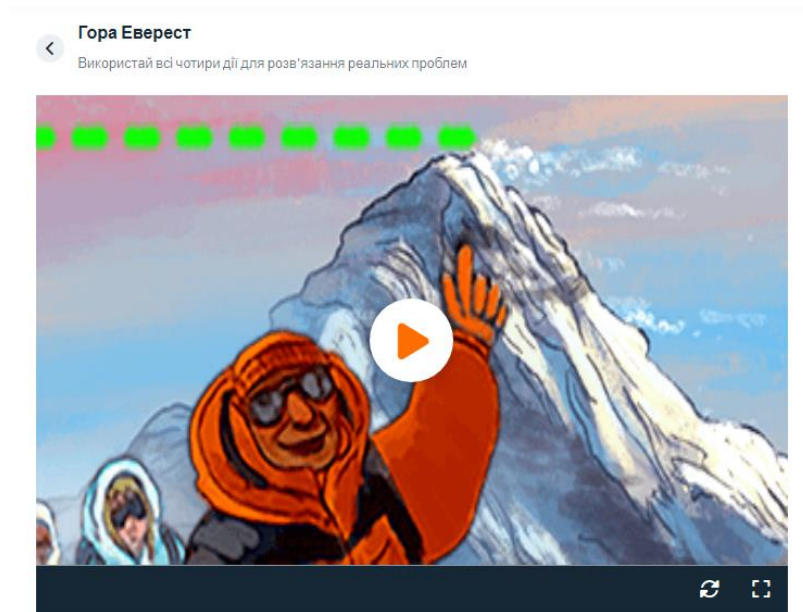 Гора Еверест
Використай всі чотири дії для розв'язання реальних проблем